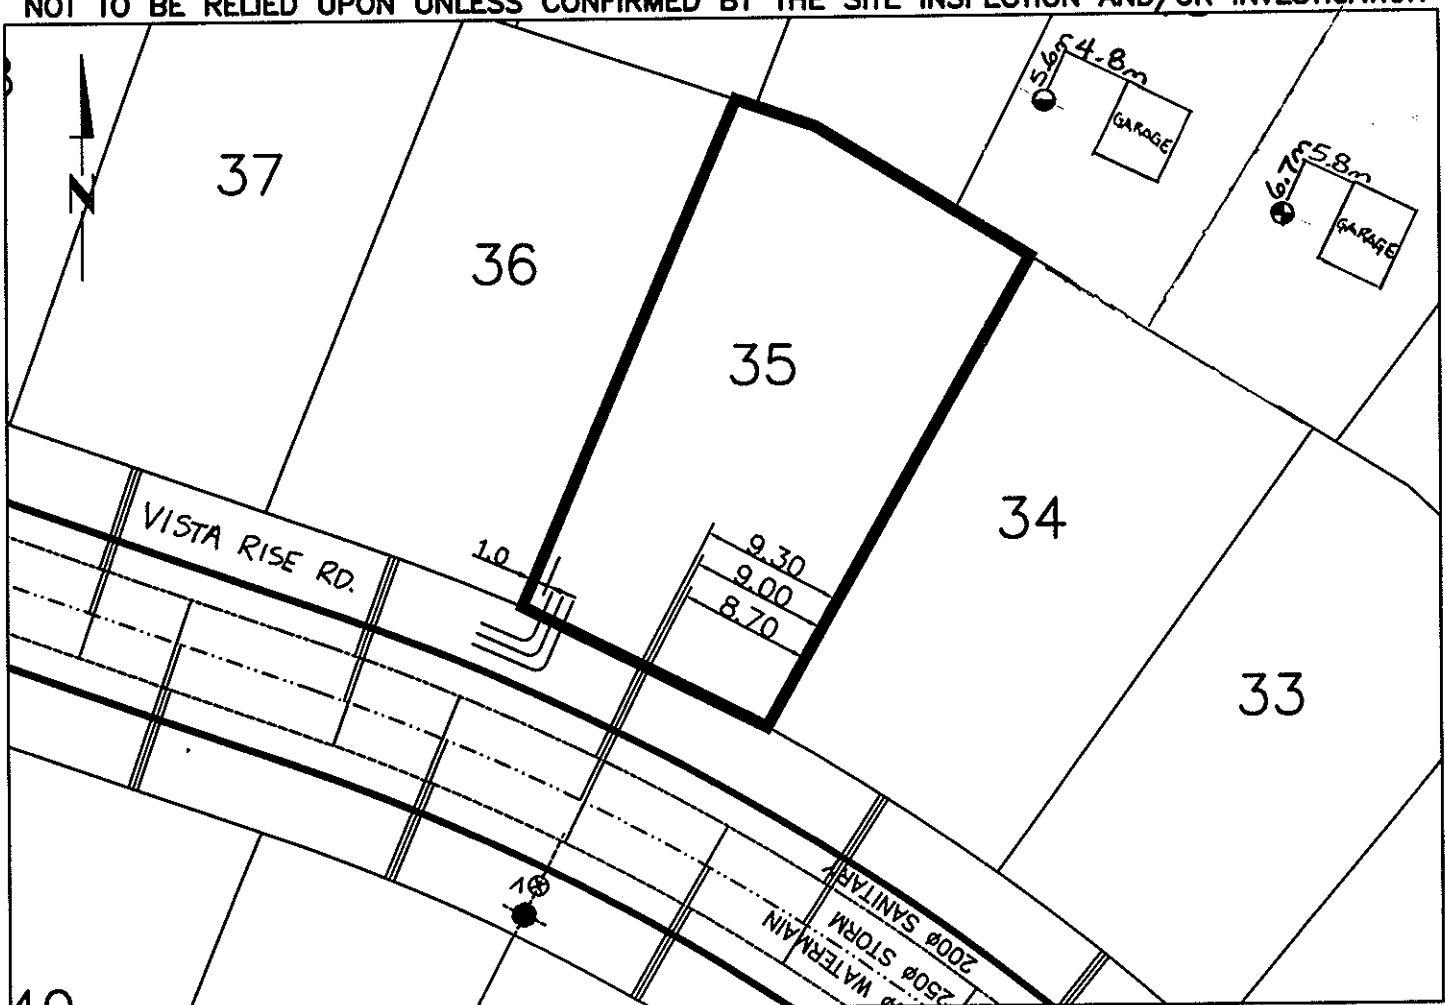 NOT TO BE RELIED UPON UNLESS CONFIRMED BY THE SITE INSPECTION AND/OR INVESTIGATION
5.6m
4.8m
GARAGE
6.7m
5.8m
GARAGE
N
37
36
35
34
33
VISTA RISE RD.
1.0
9.30
9.00
8.70
V
200ø SANITARY
250ø STORM
ø WATERMAIN